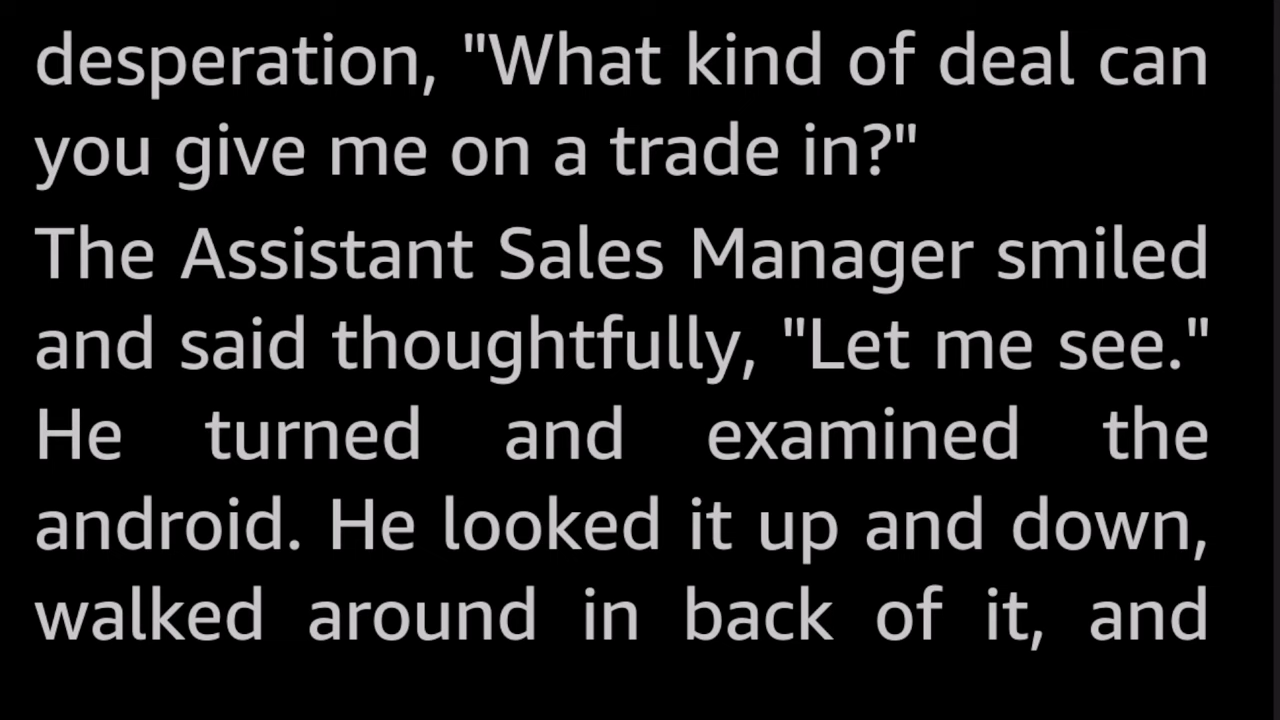 desperation, "What kind of deal can
you give me on a trade in?"
The Assistant Sales Manager smiled
and said thoughtfully, "Let me see."
He turned and examined the
android. He looked it up and down,
walked around in back of it, and